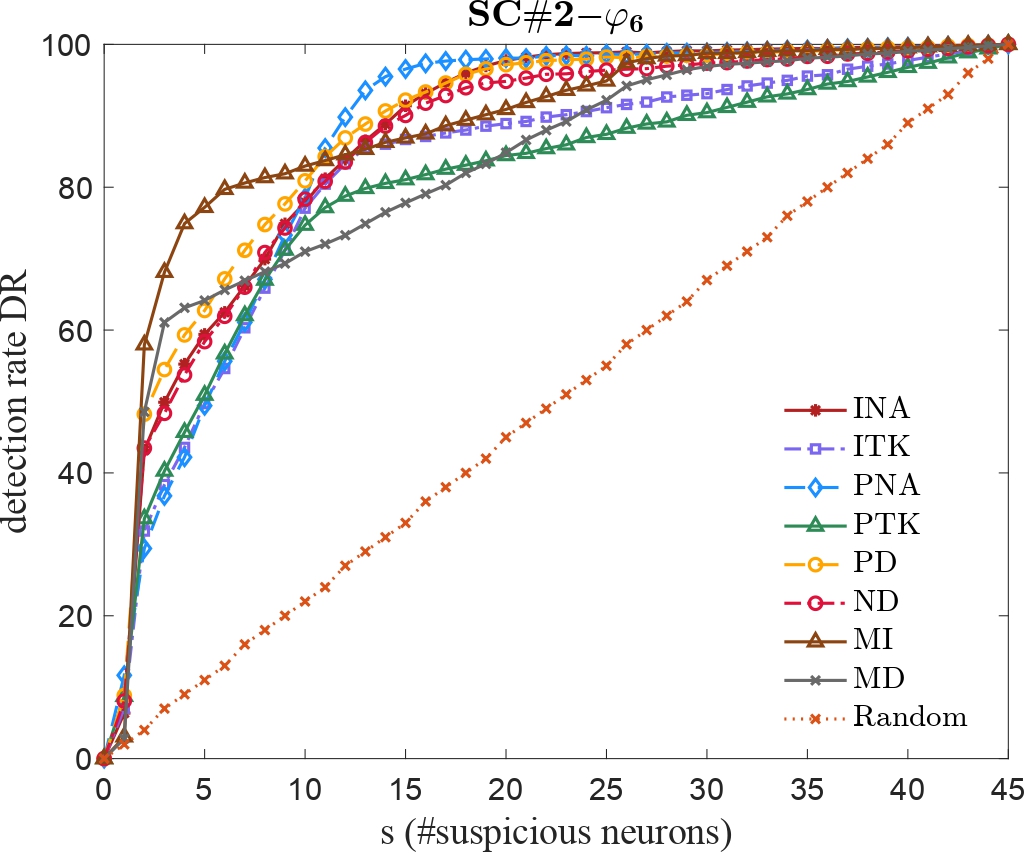 SC#2−φ6
100
80
60
40
20
0
detection rate DR
0 5 10 15 20 25 30 35 40 45
s (#suspicious neurons)
INA
ITK
PNA
PTK
PD
ND
MI
MD
Random